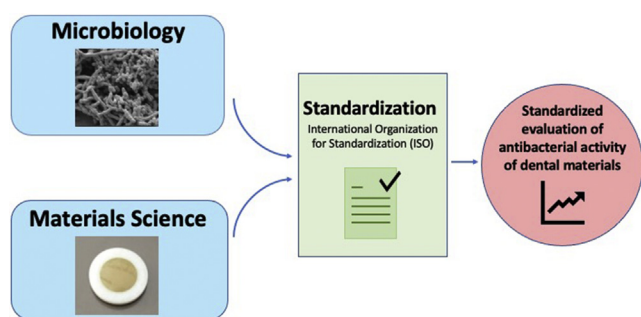 Microbiology
Materials Science
Standardization
International Organization
for Standardization (ISO)
Standardized
evaluation of
antibacterial activity
of dental materials